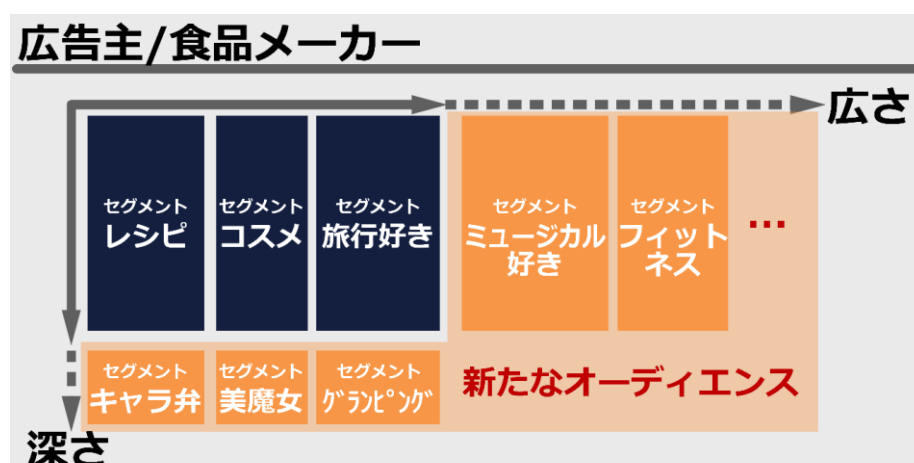 広告主/食品メーカー
広さ
セグメント
レシピ
セグメント
コスメ
セグメント
旅行好き
セグメント
ミュージカル
好き
セグメント
フィット
ネス
…
セグメント
キャラ弁
セグメント
美魔女
セグメント
グランピング
新たなオーディエンス
深さ